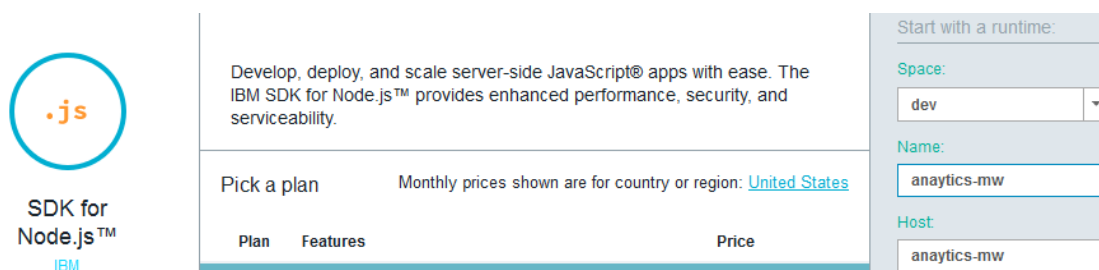 .js
SDK for
Node.js™
IBM
Develop, deploy, and scale server-side JavaScript® apps with ease. The
IBM SDK for Node.js™ provides enhanced performance, security, and
serviceability.
Pick a plan
Monthly prices shown are for country or region: United States
Plan Features Price
Start with a runtime:
Space:
dev
Name:
anaytics-mw
Host:
anaytics-mw